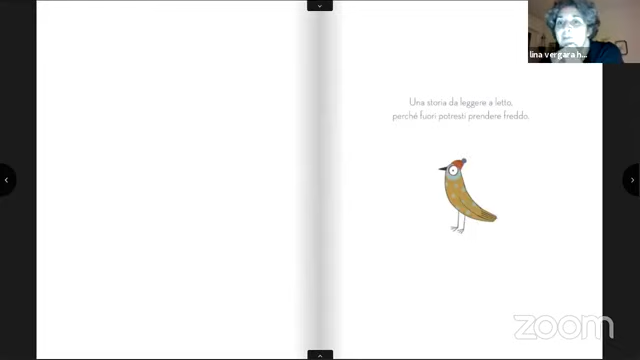 lina vergara h...
Una storia da leggere a letto,
perché fuori potresti prendere freddo.
zoom